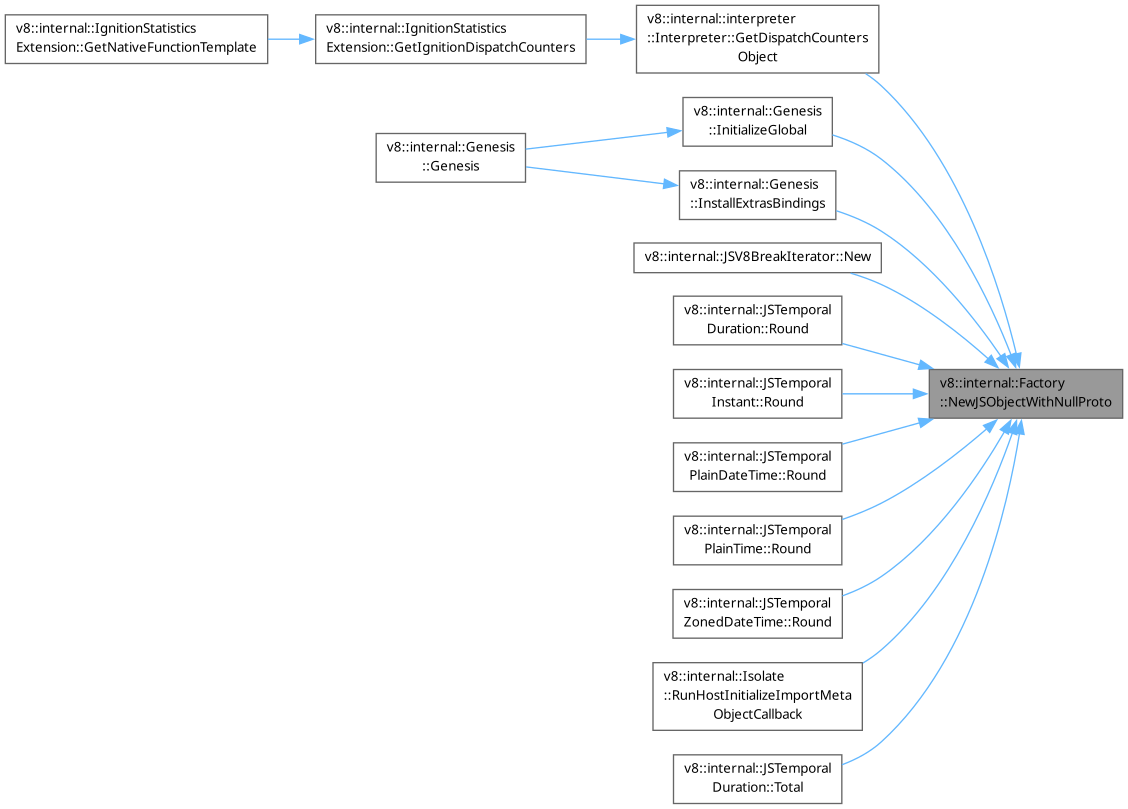 v8::internal::IgnitionStatistics
Extension::GetNativeFunctionTemplate
v8::internal::IgnitionStatistics
Extension::GetIgnitionDispatchCounters
v8::internal::interpreter
::Interpreter::GetDispatchCounters
Object
v8::internal::Genesis
::InitializeGlobal
v8::internal::Genesis
::Genesis
v8::internal::Genesis
::InstallExtrasBindings
v8::internal::JSV8BreakIterator::New
v8::internal::JSTemporal
Duration::Round
v8::internal::JSTemporal
Instant::Round
v8::internal::Factory
::NewJSObjectWithNullProto
v8::internal::JSTemporal
PlainDateTime::Round
v8::internal::JSTemporal
PlainTime::Round
v8::internal::JSTemporal
ZonedDateTime::Round
v8::internal::Isolate
::RunHostInitializeImportMeta
ObjectCallback
v8::internal::JSTemporal
Duration::Total